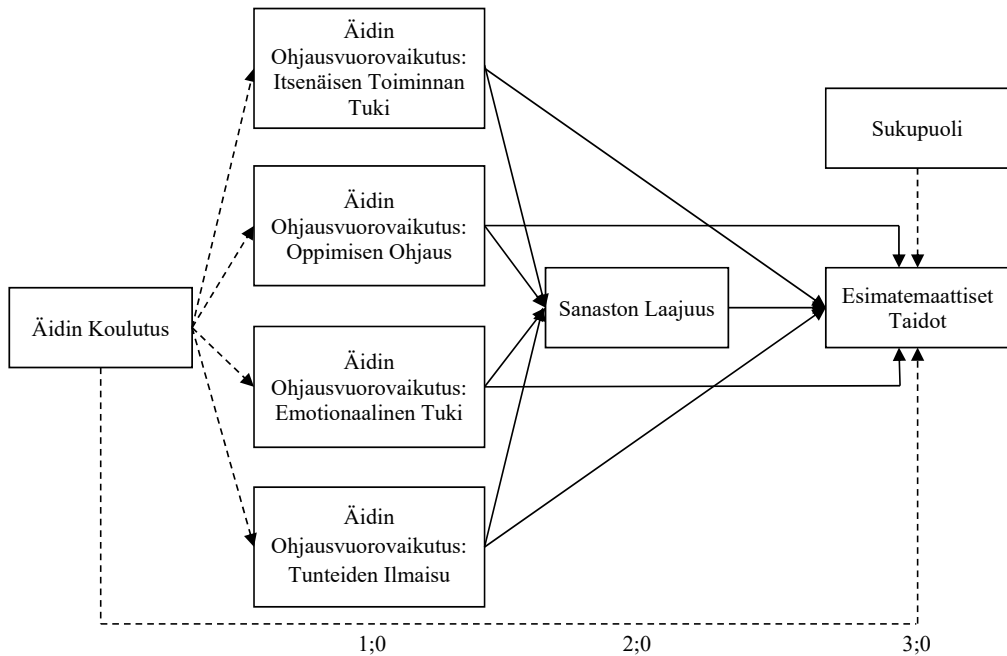 Äidin
Ohjausvuorovaikutus:
Itsenäisen Toiminnan
Tuki
Äidin
Ohjausvuorovaikutus:
Oppimisen Ohjaus
Äidin Koulutus
Äidin
Ohjausvuorovaikutus:
Emotionaalinen Tuki
Äidin
Ohjausvuorovaikutus:
Tunteiden Ilmaisu
Sanaston Laajuus
Sukupuoli
Esimatemaattiset
Taidot
1;0
2;0
3;0